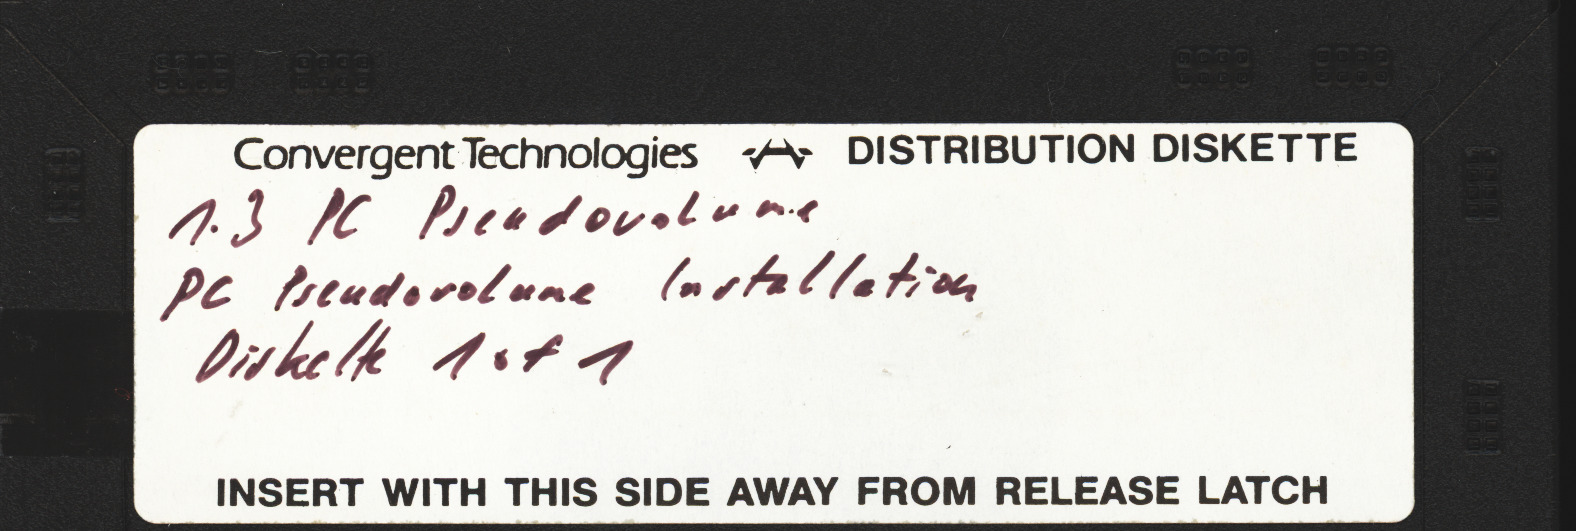 Convergent Technologies DISTRIBUTION DISKETTE
1.3 PC Pseudovolume
PC Pseudovolume Installation
Diskette 1 of 1
INSERT WITH THIS SIDE AWAY FROM RELEASE LATCH